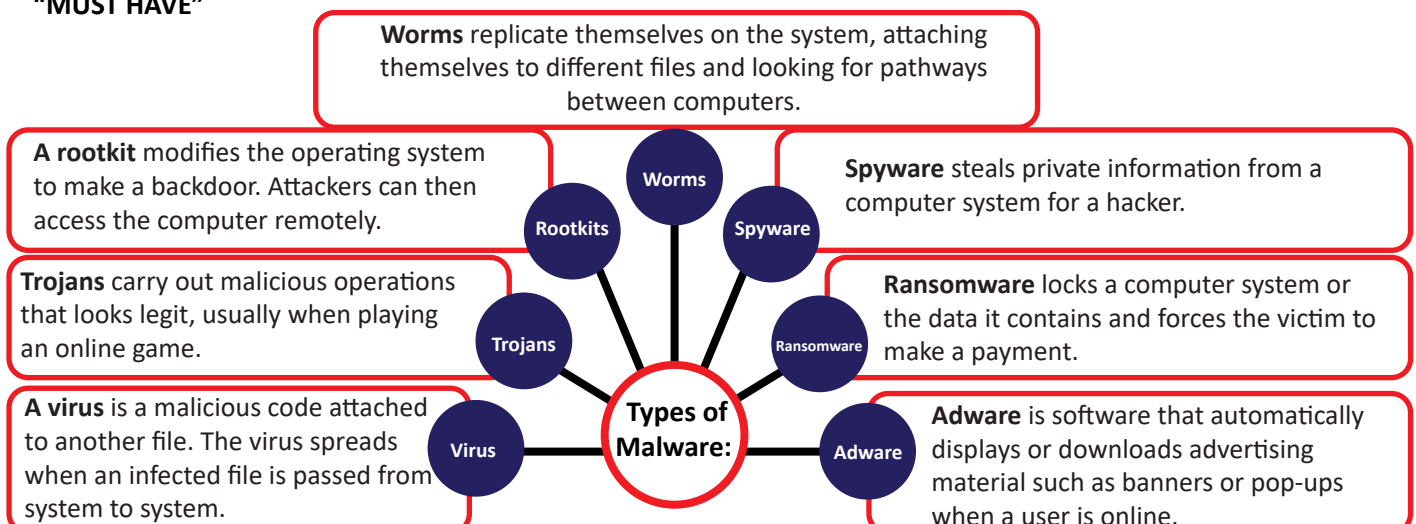 “MUST HAVE”
Worms replicate themselves on the system, attaching
themselves to different files and looking for pathways
between computers.
A rootkit modifies the operating system
to make a backdoor. Attackers can then
access the computer remotely.
Spyware steals private information from a
computer system for a hacker.
Trojans carry out malicious operations
that looks legit, usually when playing
an online game.
Ransomware locks a computer system or
the data it contains and forces the victim to
make a payment.
A virus is a malicious code attached
to another file. The virus spreads
when an infected file is passed from
system to system.
Adware is software that automatically
displays or downloads advertising
material such as banners or pop-ups
when a user is online.
Worms
Rootkits
Spyware
Trojans
Ransomware
Virus
Adware
Types of
Malware: